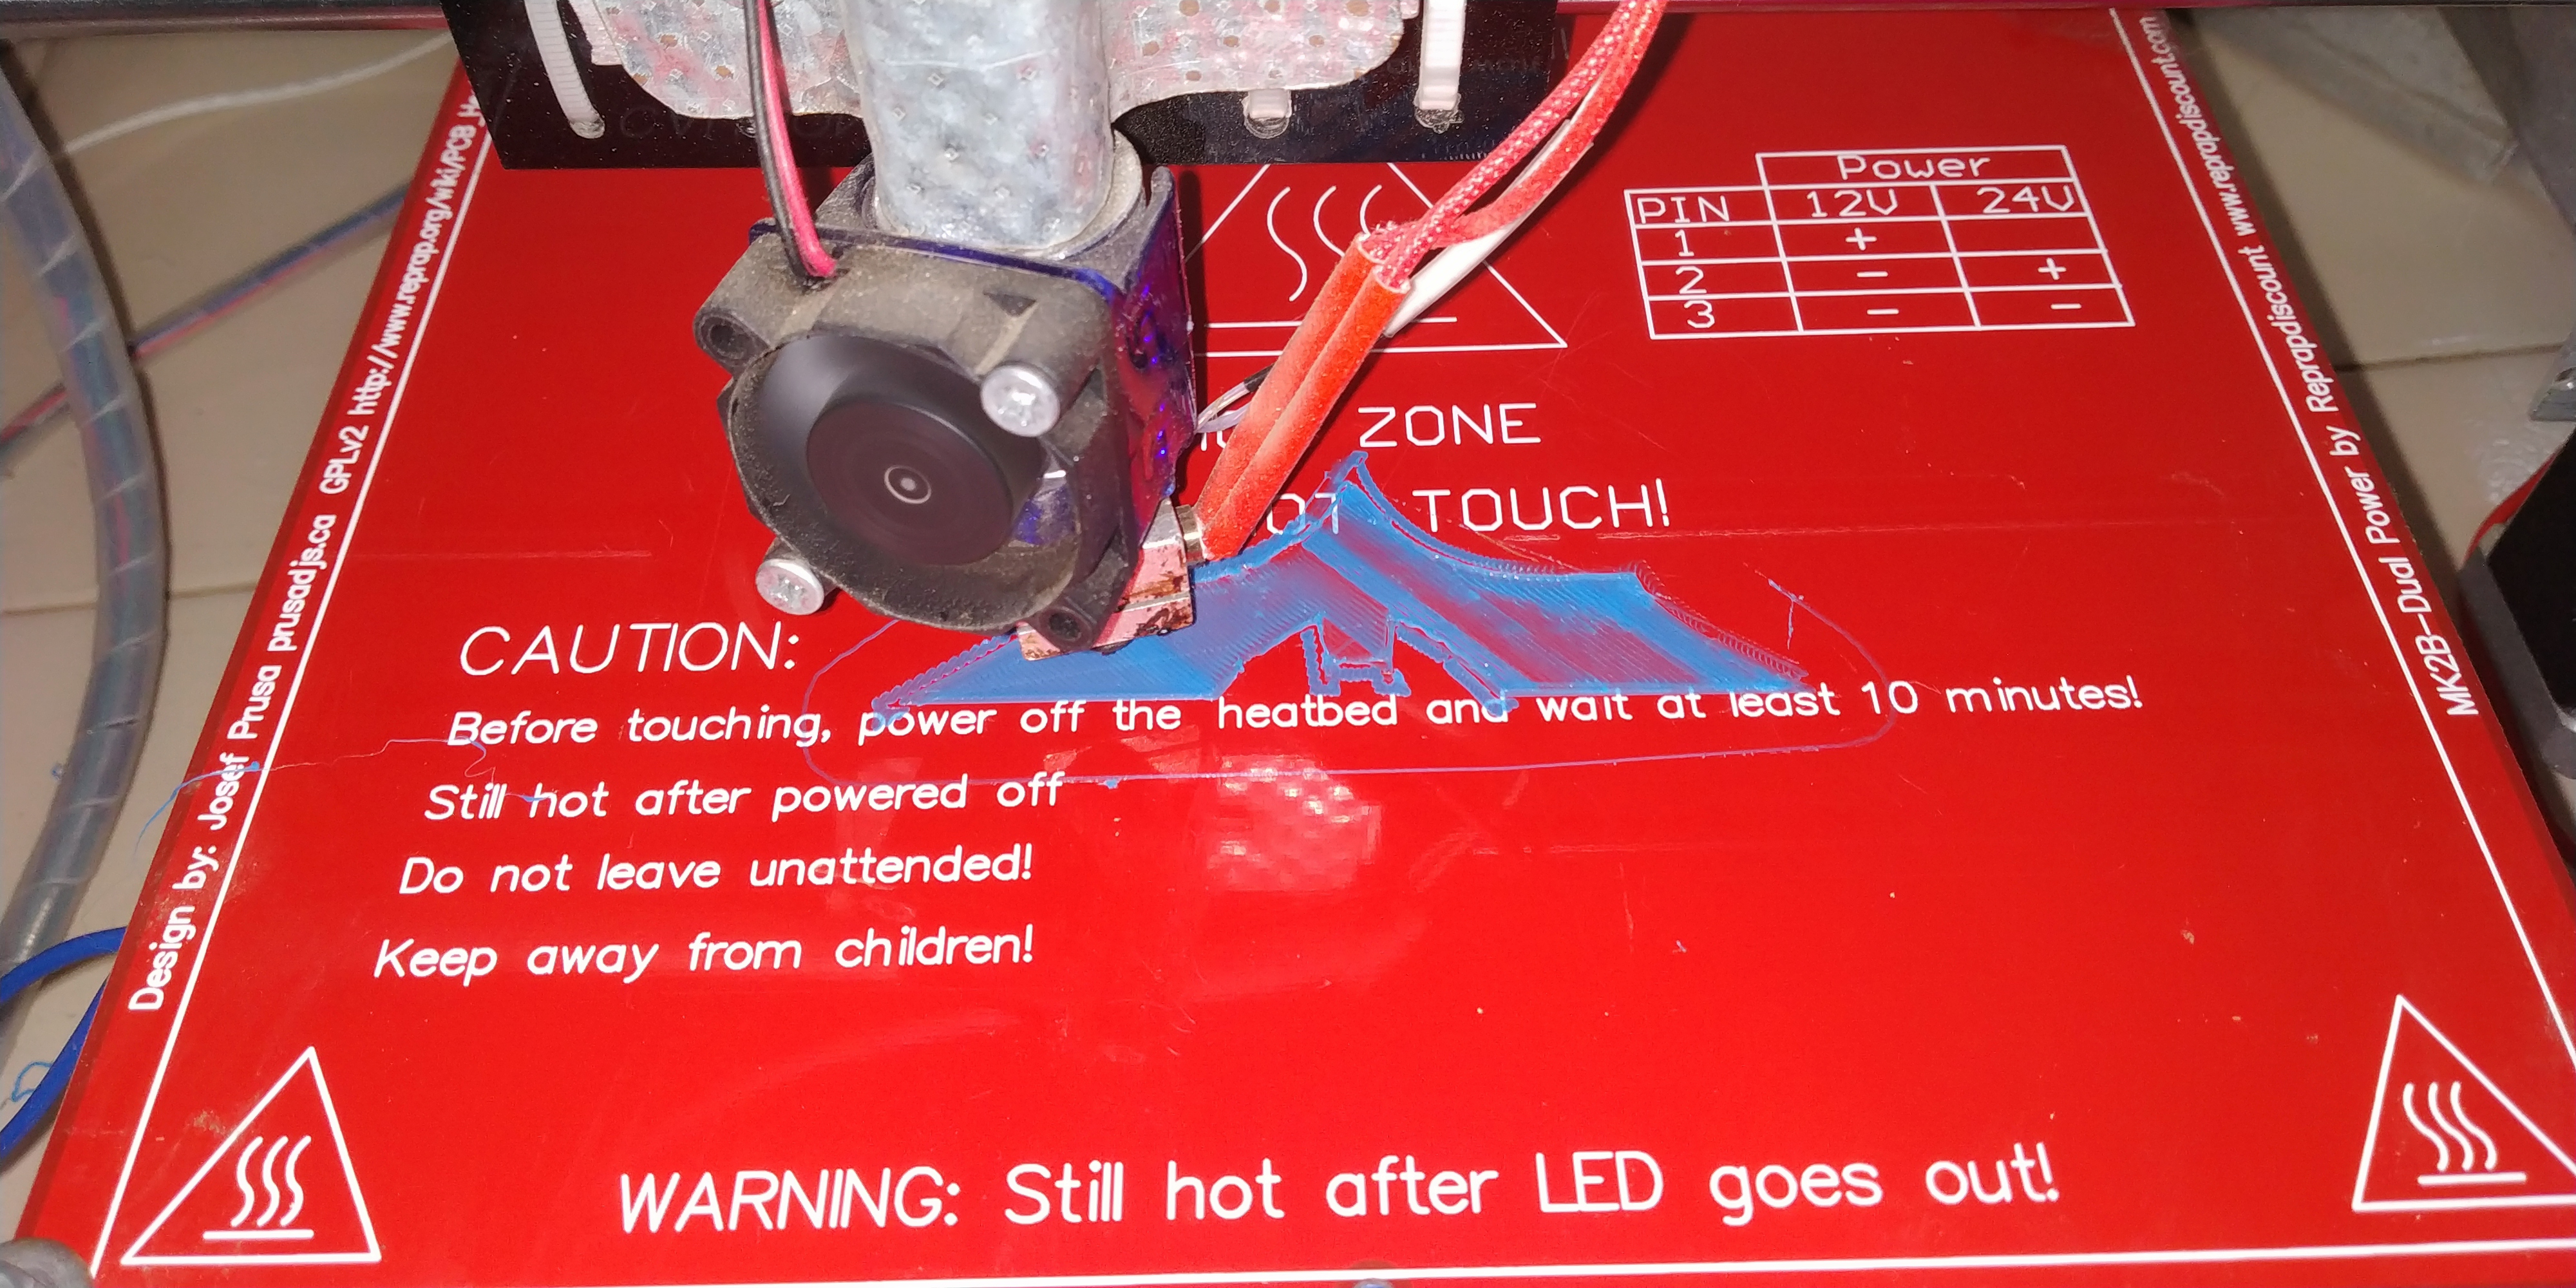 Power
PIN 12V 24V
1 +
2 - +
3 - -
ZONE
TOUCH!
CAUTION:
Before touching, power off the heatbed and wait at least 10 minutes!
Still hot after powered off
Do not leave unattended!
Keep away from children!
WARNING: Still hot after LED goes out!
Design by: Josef Prusa prusadjs.ca GPLv2 http://www.reprap.org/wiki/PCB
MK2B-Dual Power by Reprapdiscount www.reprapdiscount.com